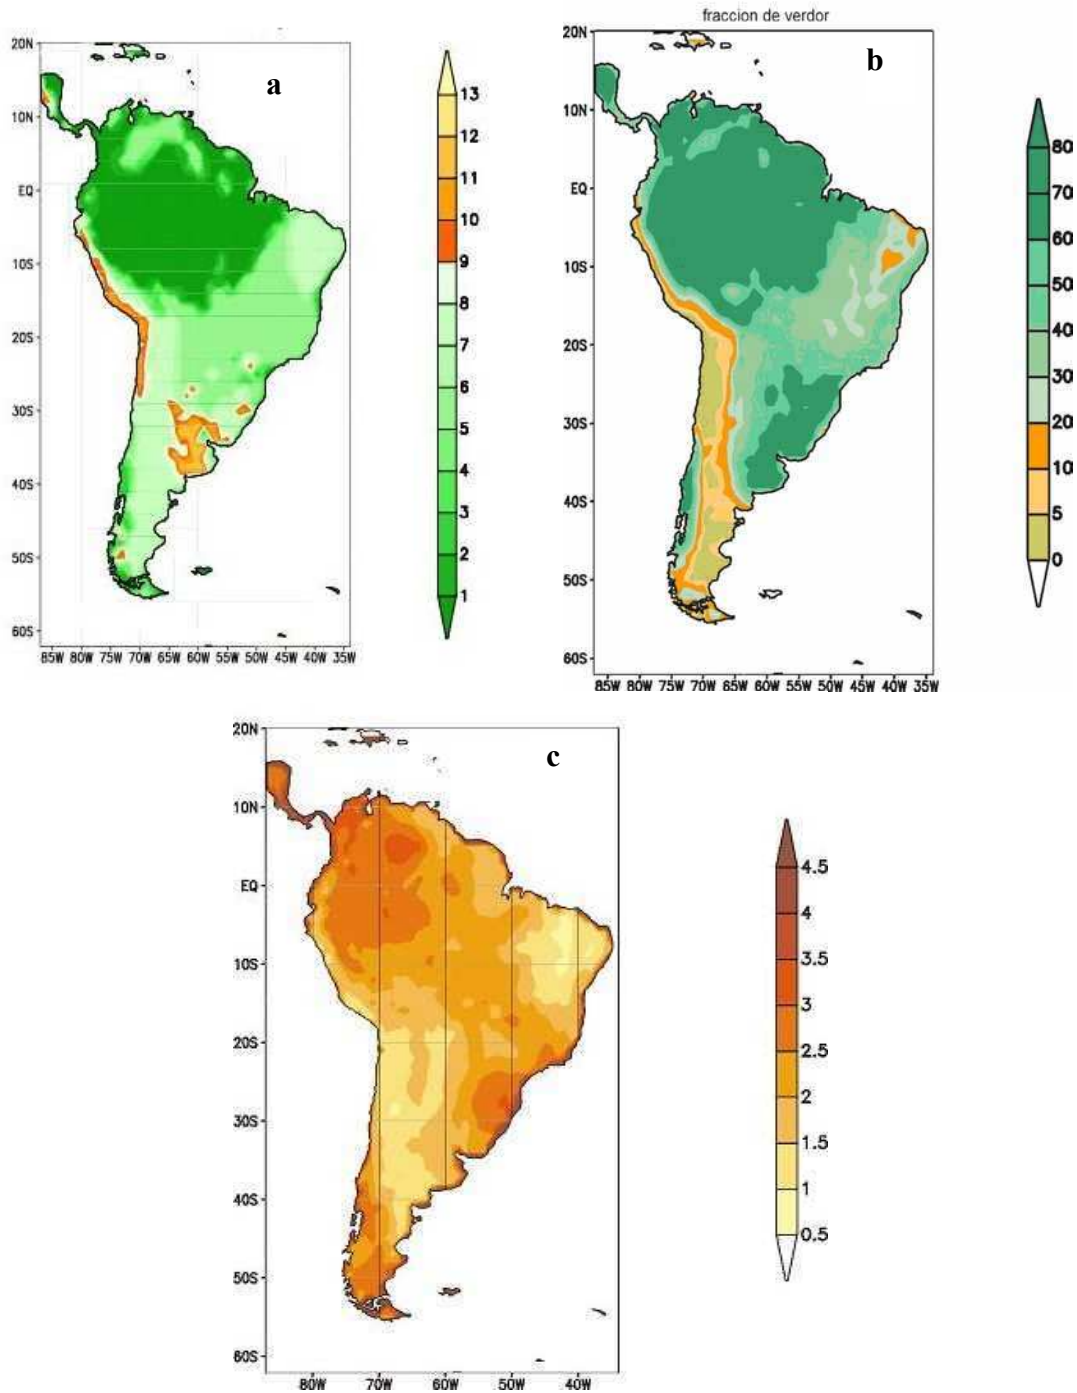 fraccion de verdor
a
20N
10N
EQ
10S
20S
30S
40S
50S
60S
85W 80W 75W 70W 65W 60W 55W 50W 45W 40W 35W
13
12
11
10
9
8
7
6
5
4
3
2
1
b
20N
10N
EQ
10S
20S
30S
40S
50S
60S
85W 80W 75W 70W 65W 60W 55W 50W 45W 40W 35W
80
70
60
50
40
30
20
10
5
0
c
20N
10N
EQ
10S
20S
30S
40S
50S
60S
80W 70W 60W 50W 40W
4.5
4
3.5
3
2.5
2
1.5
1
0.5